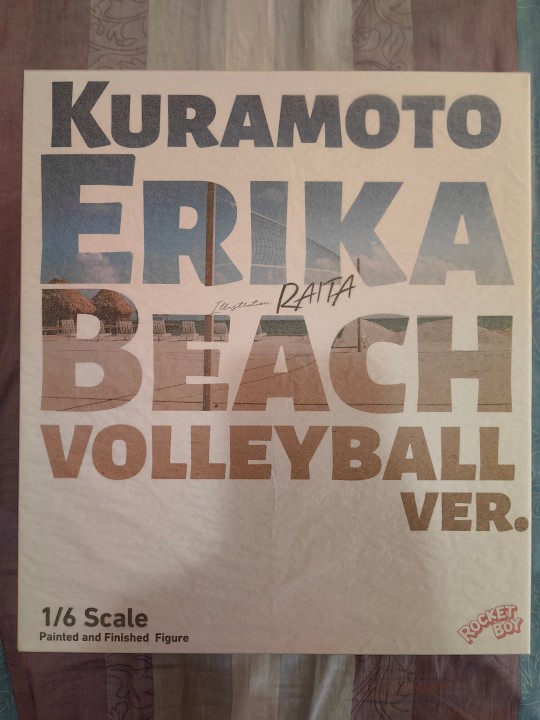 KURAMOTO
ERIKA
Illustration: RAITA
BEACH
VOLLEYBALL
VER.
1/6 Scale
Painted and Finished Figure
ROCKET
BOY